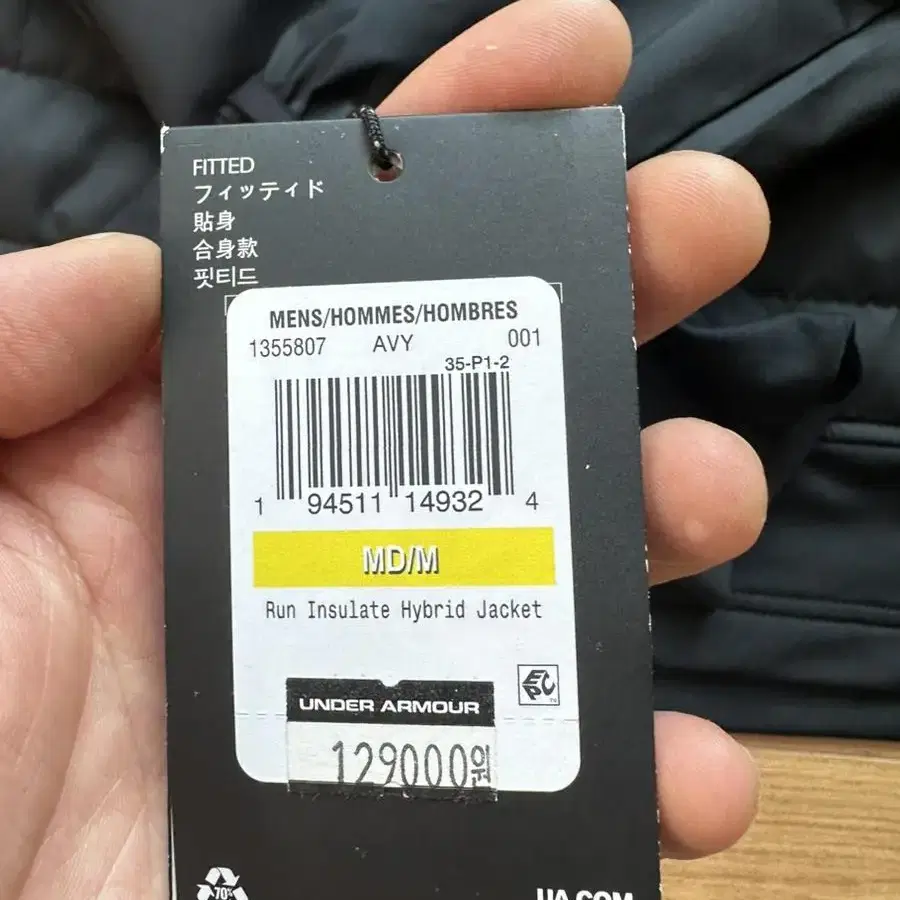 FITTED
フィッティド
貼身
合身款
핏티드
MENS/HOMMES/HOMBRES
1355807 AVY 001
35-P1-2
1 94511 14932 4
MD/M
Run Insulate Hybrid Jacket
EPC
UNDER ARMOUR
129000원
70%
UA.COM